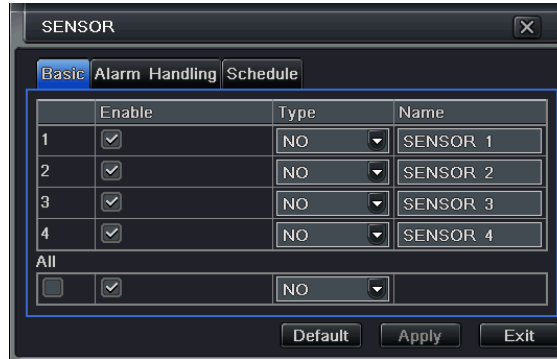 SENSOR
Basic Alarm Handling Schedule
Enable Type Name
1 NO SENSOR 1
2 NO SENSOR 2
3 NO SENSOR 3
4 NO SENSOR 4
All
NO
Default Apply Exit